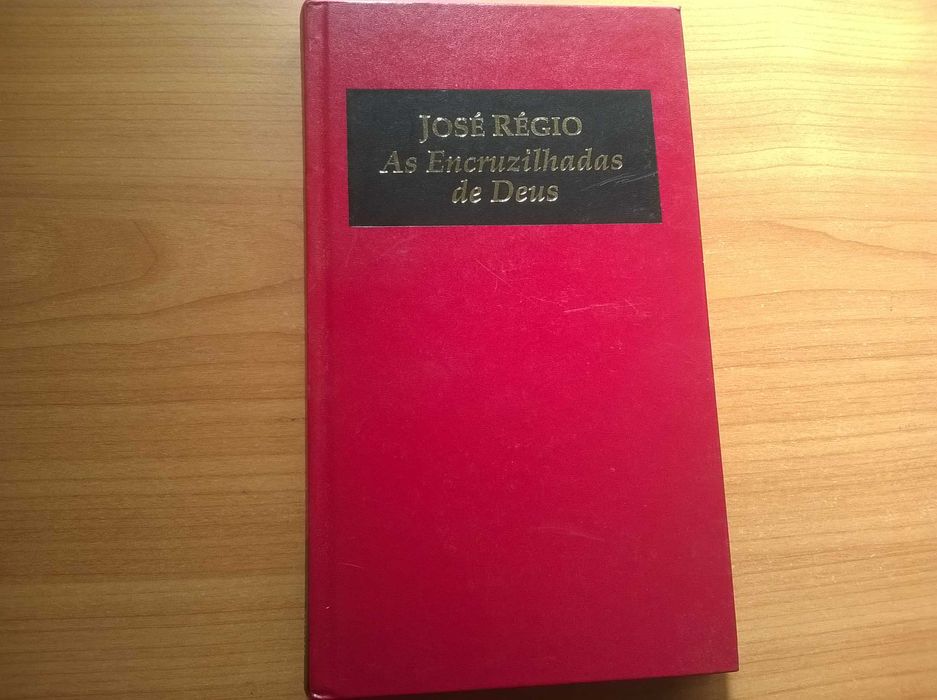 JOSÉ RÉGIO
As Encruzilhadas
de Deus